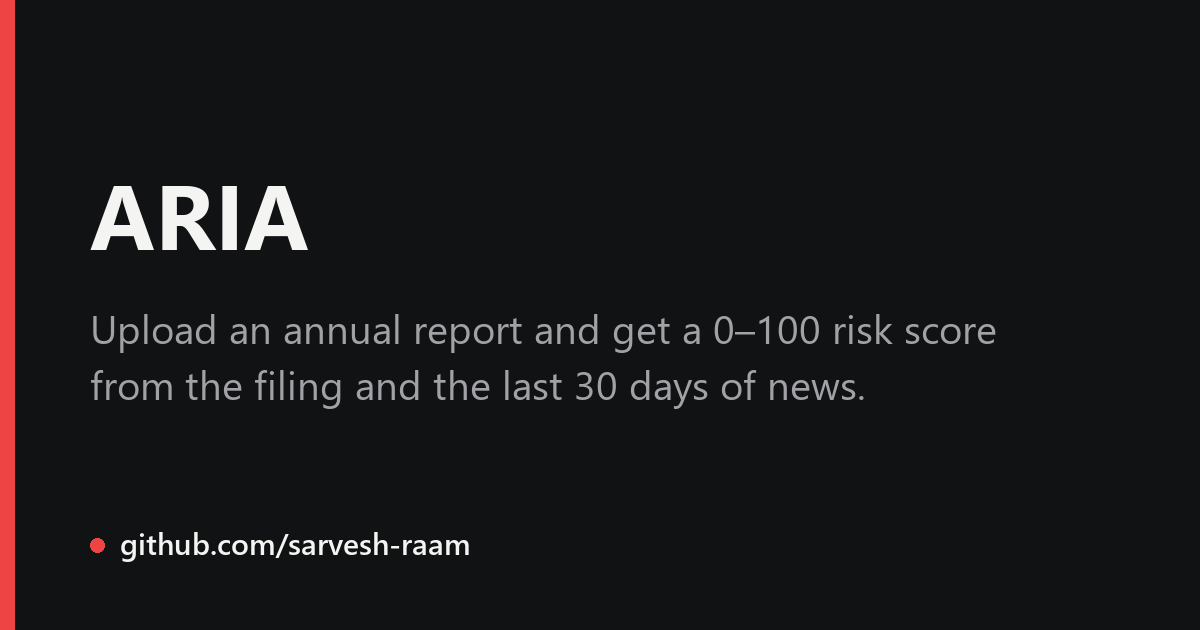 ARIA
Upload an annual report and get a 0–100 risk score
from the filing and the last 30 days of news.
github.com/sarvesh-raam